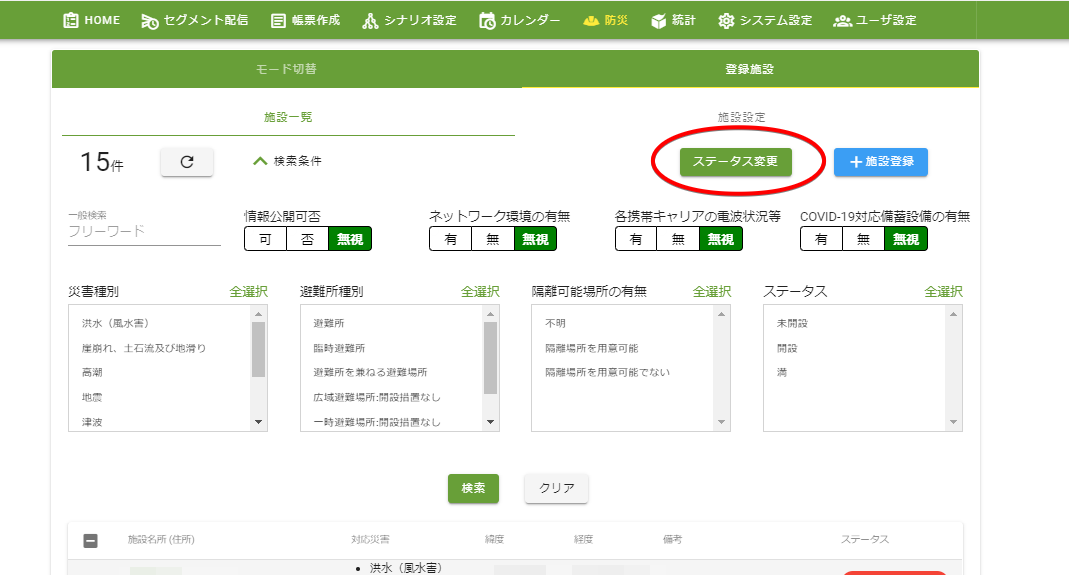 HOME セグメント配信 帳票作成 シナリオ設定 カレンダー 防災 統計 システム設定 ユーザ設定
モード切替 登録施設
施設一覧 施設設定
15件 検索条件 ステータス変更 +施設登録
一般検索 情報公開可否 ネットワーク環境の有無 各携帯キャリアの電波状況等 COVID-19対応備蓄設備の有無
フリーワード 可 否 無視 有 無 無視 有 無 無視 有 無 無視
災害種別 全選択 避難所種別 全選択 隔離可能場所の有無 全選択 ステータス 全選択
洪水（風水害） 避難所 不明 未開設
崖崩れ、土石流及び地滑り 臨時避難所 隔離場所を用意可能 開設
高潮 避難所を兼ねる避難場所 隔離場所を用意可能でない 満
地震 広域避難場所:開設措置なし
津波 一時避難場所:開設措置なし
検索 クリア
施設名所 (住所) 対応災害 緯度 経度 備考 ステータス
• 洪水（風水害）